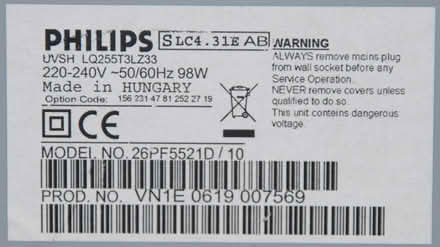 PHILIPS SLC4.31E AB
UVSH LQ255T3LZ33
220-240V ~50/60Hz 98W
Made in HUNGARY
Option Code: 156 231 47 81 252 27 19
WARNING
ALWAYS remove mains plug
from wall socket before any
Service Operation.
NEVER remove covers unless
qualified to do so.
This unit contains dangerous
voltage.
CE
MODEL NO. 26PF5521D / 10
PROD. NO. VN1E 0619 007569